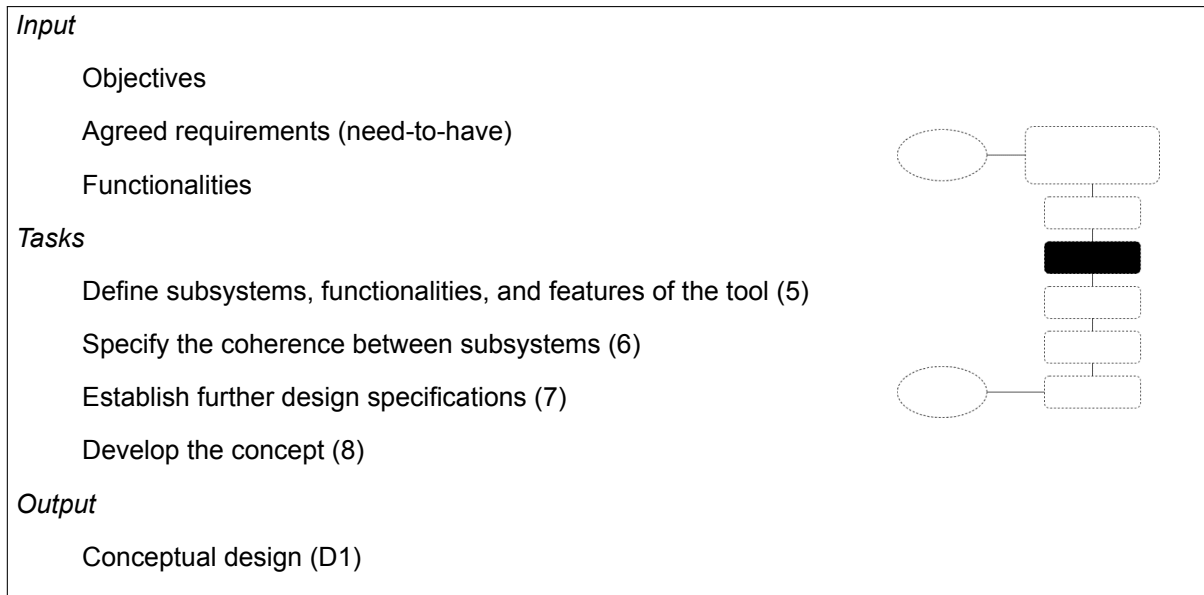 Input
Objectives
Agreed requirements (need-to-have)
Functionalities
Tasks
Define subsystems, functionalities, and features of the tool (5)
Specify the coherence between subsystems (6)
Establish further design specifications (7)
Develop the concept (8)
Output
Conceptual design (D1)